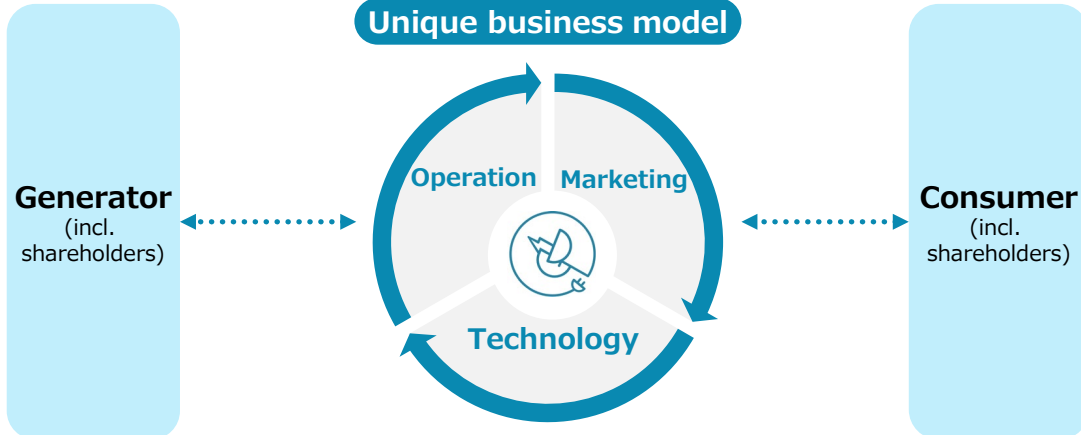 Unique business model
Operation
Marketing
Technology
Generator
(incl.
shareholders)
Consumer
(incl.
shareholders)